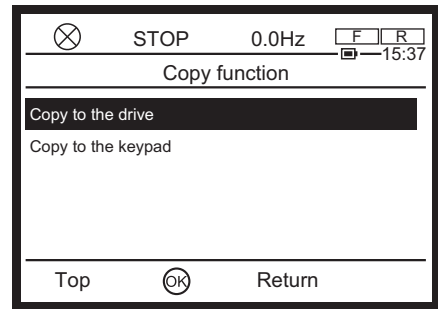 STOP 0.0Hz F R
15:37
Copy function
Copy to the drive
Copy to the keypad
Top OK Return